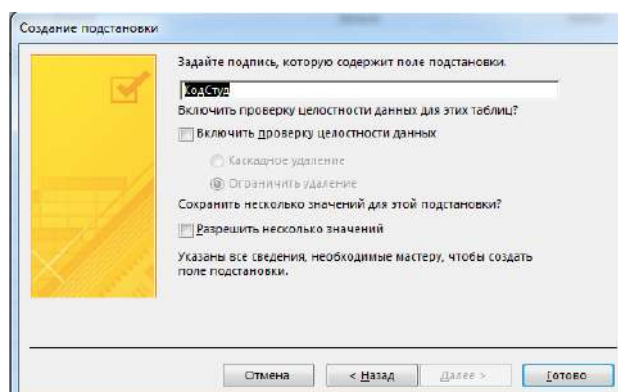 Создание подстановки
Задайте подпись, которую содержит поле подстановки.
КодСтуд
Включить проверку целостности данных для этих таблиц?
Включить проверку целостности данных
Каскадное удаление
Ограничить удаление
Сохранить несколько значений для этой подстановки?
Разрешить несколько значений
Указаны все сведения, необходимые мастеру, чтобы создать
поле подстановки.
Отмена
< Назад
Далее >
Готово